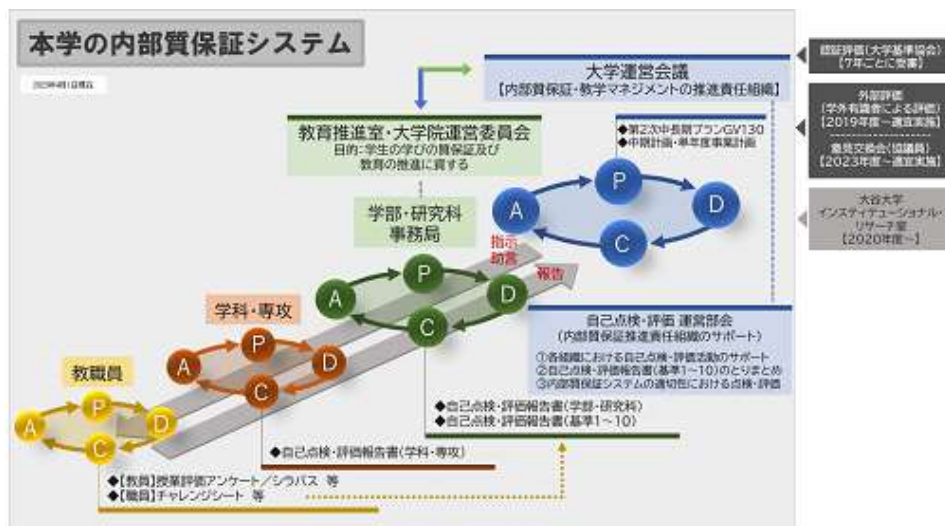 本学の内部質保証システム
大学運営会議
【内部質保証・教学マネジメントの推進責任組織】
認証評価(大学基準協会)
【7年ごとに受審】
外部評価
(学外有識者による評価)
【2019年度~適宜実施】
意見交換会(協議員)
【2023年度~適宜実施】
大谷大学
インスティテューショナル・
リサーチ室
【2020年度~】
教育推進室・大学院運営委員会
目的:学生の学びの質保証及び
教育の推進に資する
◆第2次中長期プランGV130
◆中期計画・単年度事業計画
P
A
D
C
学部・研究科
事務局
指示
助言
報告
P
A
D
C
学科・専攻
P
A
D
C
自己点検・評価 運営部会
(内部質保証推進責任組織のサポート)
①各組織における自己点検・評価活動のサポート
②自己点検・評価報告書(基準1~10)のとりまとめ
③内部質保証システムの適切性における点検・評価
教職員
P
A
D
C
◆自己点検・評価報告書(学部・研究科)
◆自己点検・評価報告書(基準1~10)
◆自己点検・評価報告書(学科・専攻)
◆【教員】授業評価アンケート/シラバス 等
◆【職員】チャレンジシート 等